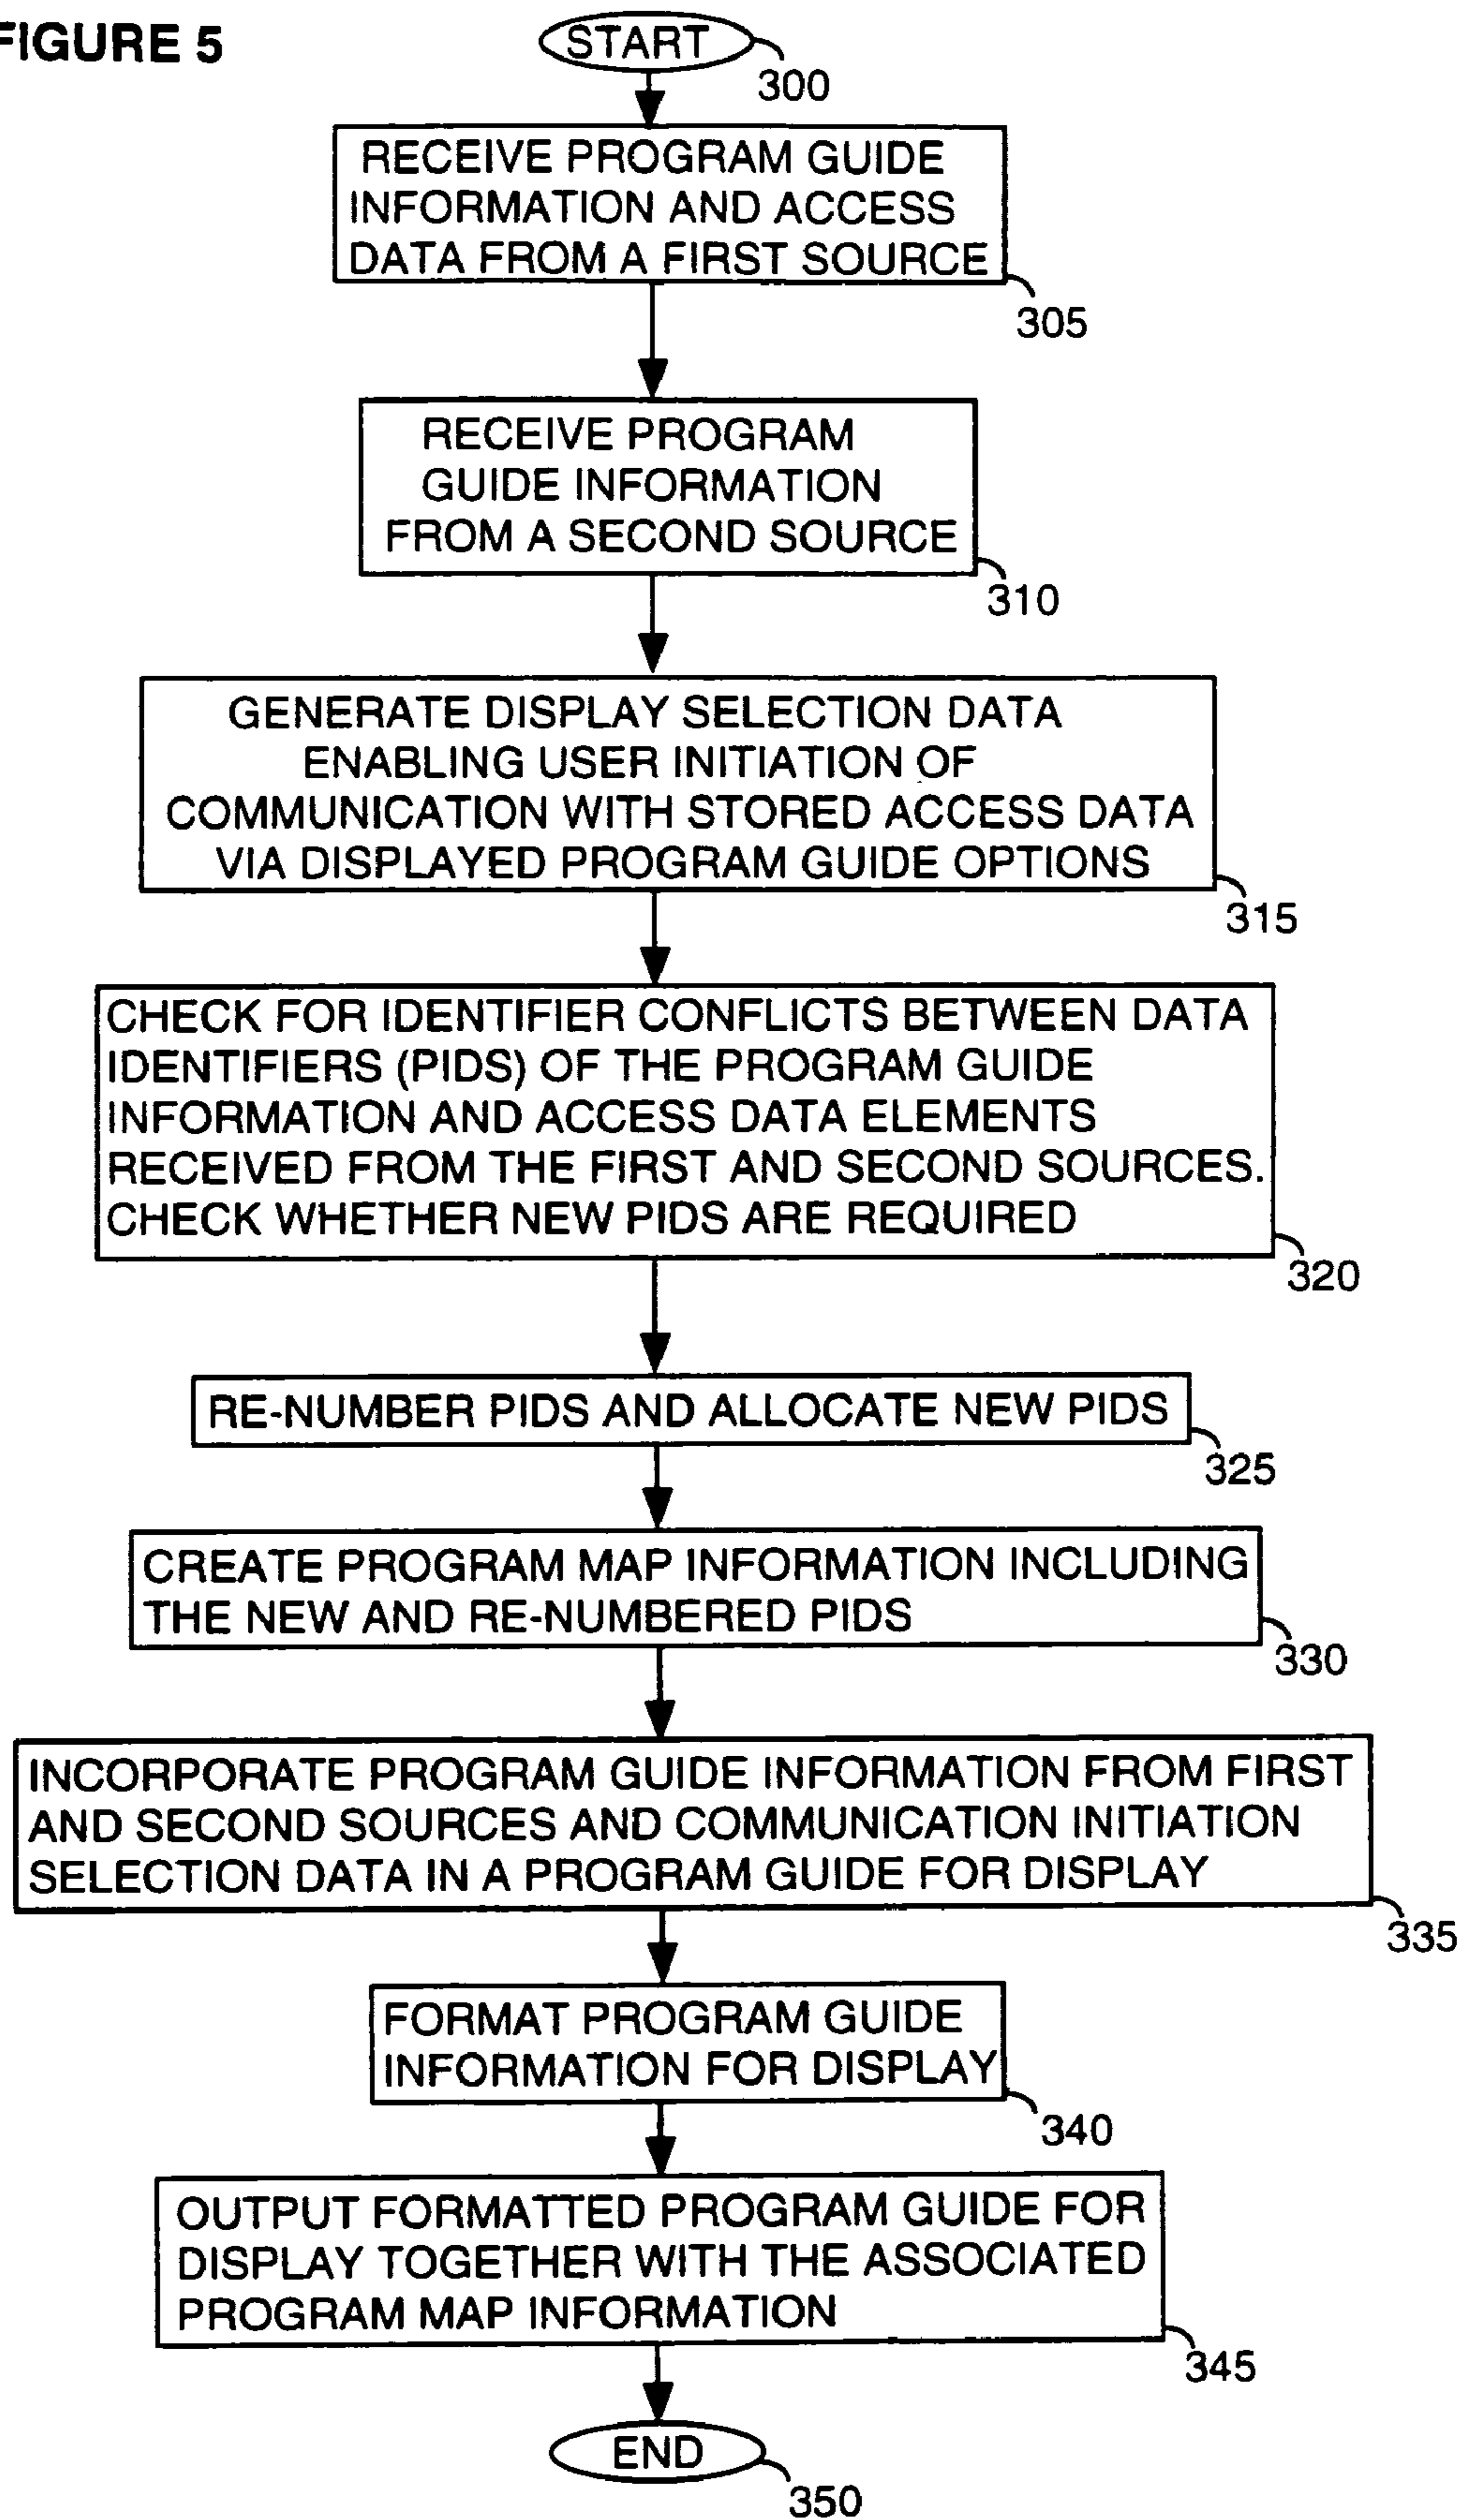 FIGURE 5
START
300
RECEIVE PROGRAM GUIDE
INFORMATION AND ACCESS
DATA FROM A FIRST SOURCE
305
RECEIVE PROGRAM
GUIDE INFORMATION
FROM A SECOND SOURCE
310
GENERATE DISPLAY SELECTION DATA
ENABLING USER INITIATION OF
COMMUNICATION WITH STORED ACCESS DATA
VIA DISPLAYED PROGRAM GUIDE OPTIONS
315
CHECK FOR IDENTIFIER CONFLICTS BETWEEN DATA
IDENTIFIERS (PIDS) OF THE PROGRAM GUIDE
INFORMATION AND ACCESS DATA ELEMENTS
RECEIVED FROM THE FIRST AND SECOND SOURCES.
CHECK WHETHER NEW PIDS ARE REQUIRED
320
RE-NUMBER PIDS AND ALLOCATE NEW PIDS
325
CREATE PROGRAM MAP INFORMATION INCLUDING
THE NEW AND RE-NUMBERED PIDS
330
INCORPORATE PROGRAM GUIDE INFORMATION FROM FIRST
AND SECOND SOURCES AND COMMUNICATION INITIATION
SELECTION DATA IN A PROGRAM GUIDE FOR DISPLAY
335
FORMAT PROGRAM GUIDE
INFORMATION FOR DISPLAY
340
OUTPUT FORMATTED PROGRAM GUIDE FOR
DISPLAY TOGETHER WITH THE ASSOCIATED
PROGRAM MAP INFORMATION
345
END
350